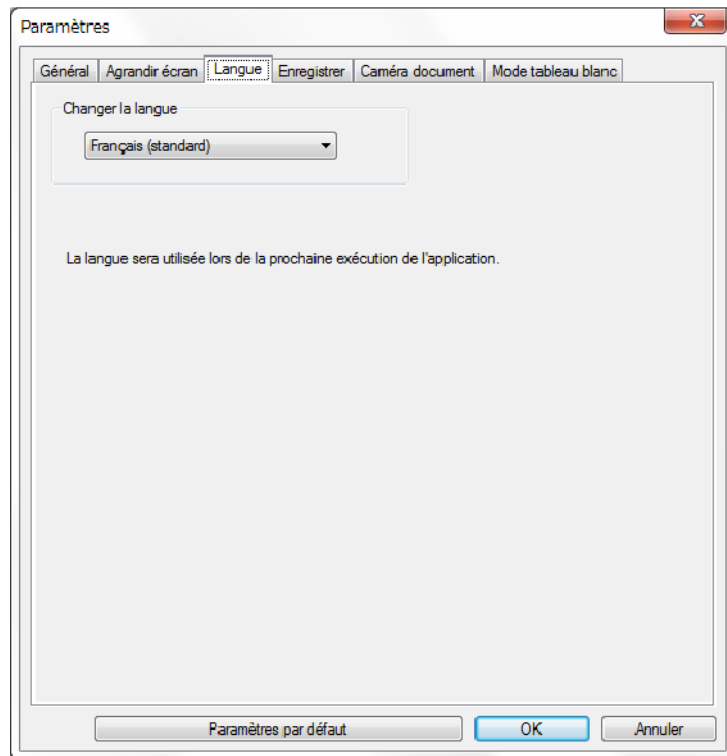 Paramètres
Général Agrandir écran Langue Enregistrer Caméra document Mode tableau blanc
Changer la langue
Français (standard)
La langue sera utilisée lors de la prochaine exécution de l'application.
Paramètres par défaut OK Annuler